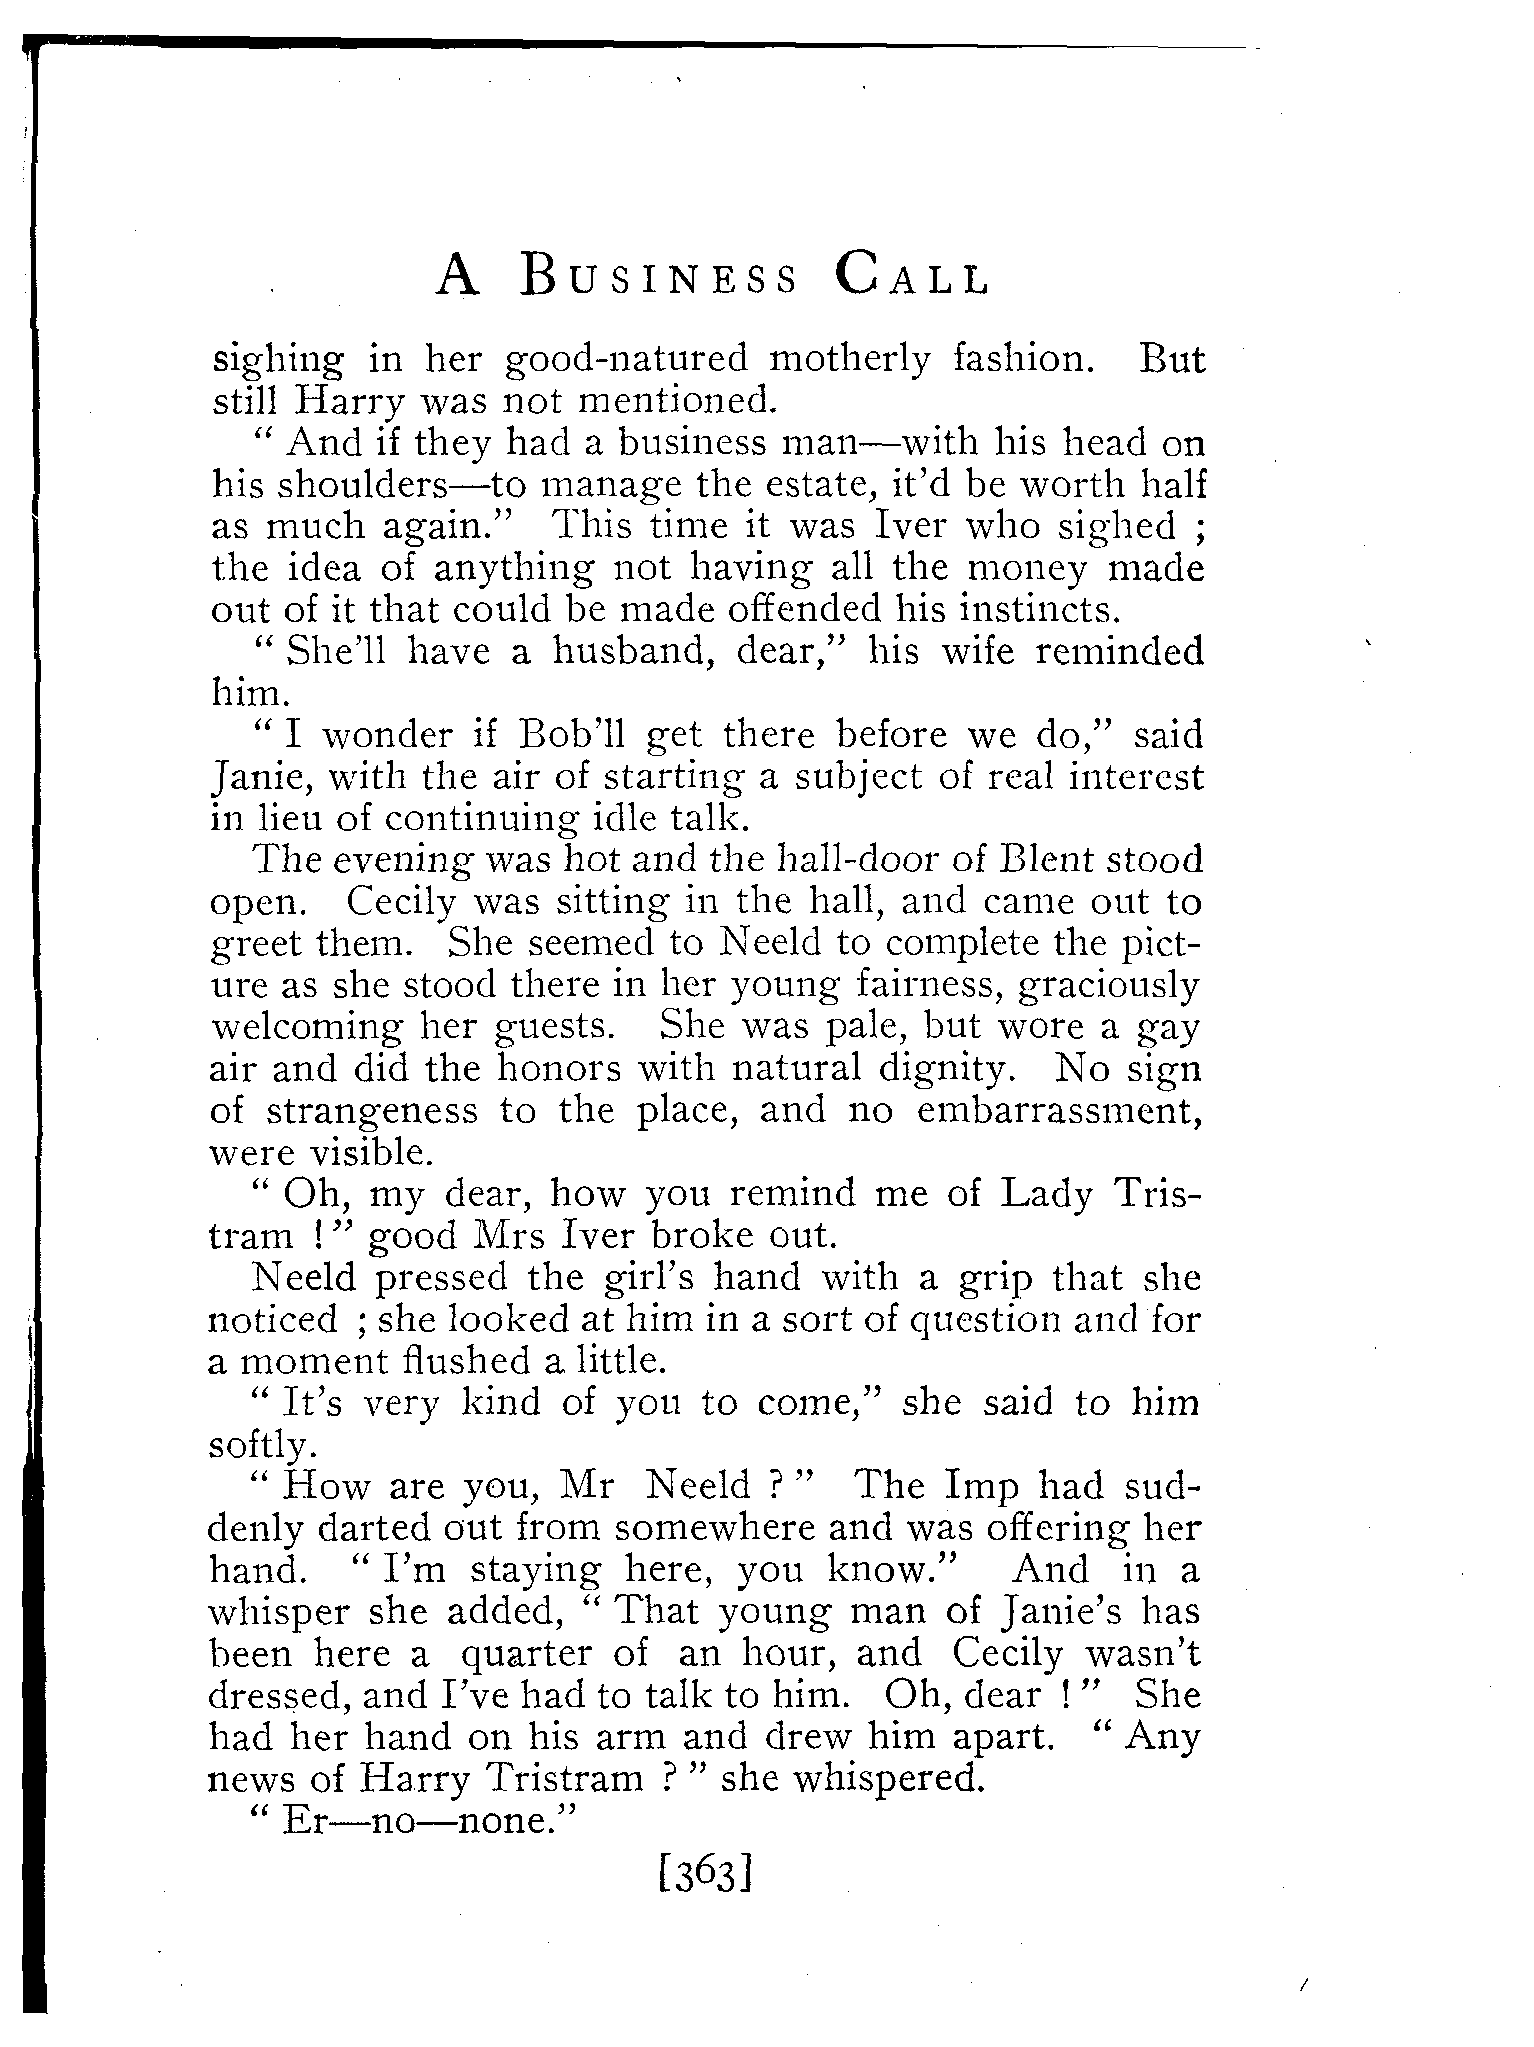 A Business Call
sighing in her good-natured motherly fashion. But
still Harry was not mentioned.
“ And if they had a business man—with his head on
his shoulders—to manage the estate, it'd be worth half
as much again.” This time it was Iver who sighed ;
the idea of anything not having all the money made
out of it that could be made offended his instincts.
“ She'll have a husband, dear,” his wife reminded
him.
“ I wonder if Bob'll get there before we do,” said
Janie, with the air of starting a subject of real interest
in lieu of continuing idle talk.
The evening was hot and the hall-door of Blent stood
open. Cecily was sitting in the hall, and came out to
greet them. She seemed to Neeld to complete the pict-
ure as she stood there in her young fairness, graciously
welcoming her guests. She was pale, but wore a gay
air and did the honors with natural dignity. No sign
of strangeness to the place, and no embarrassment,
were visible.
“ Oh, my dear, how you remind me of Lady Tris-
tram !” good Mrs Iver broke out.
Neeld pressed the girl's hand with a grip that she
noticed ; she looked at him in a sort of question and for
a moment flushed a little.
“ It's very kind of you to come,” she said to him
softly.
“ How are you, Mr Neeld ? ” The Imp had sud-
denly darted out from somewhere and was offering her
hand. “ I'm staying here, you know.” And in a
whisper she added, “ That young man of Janie's has
been here a quarter of an hour, and Cecily wasn't
dressed, and I've had to talk to him. Oh, dear ! ” She
had her hand on his arm and drew him apart. “ Any
news of Harry Tristram ? ” she whispered.
“ Er—no—none.”
[363]